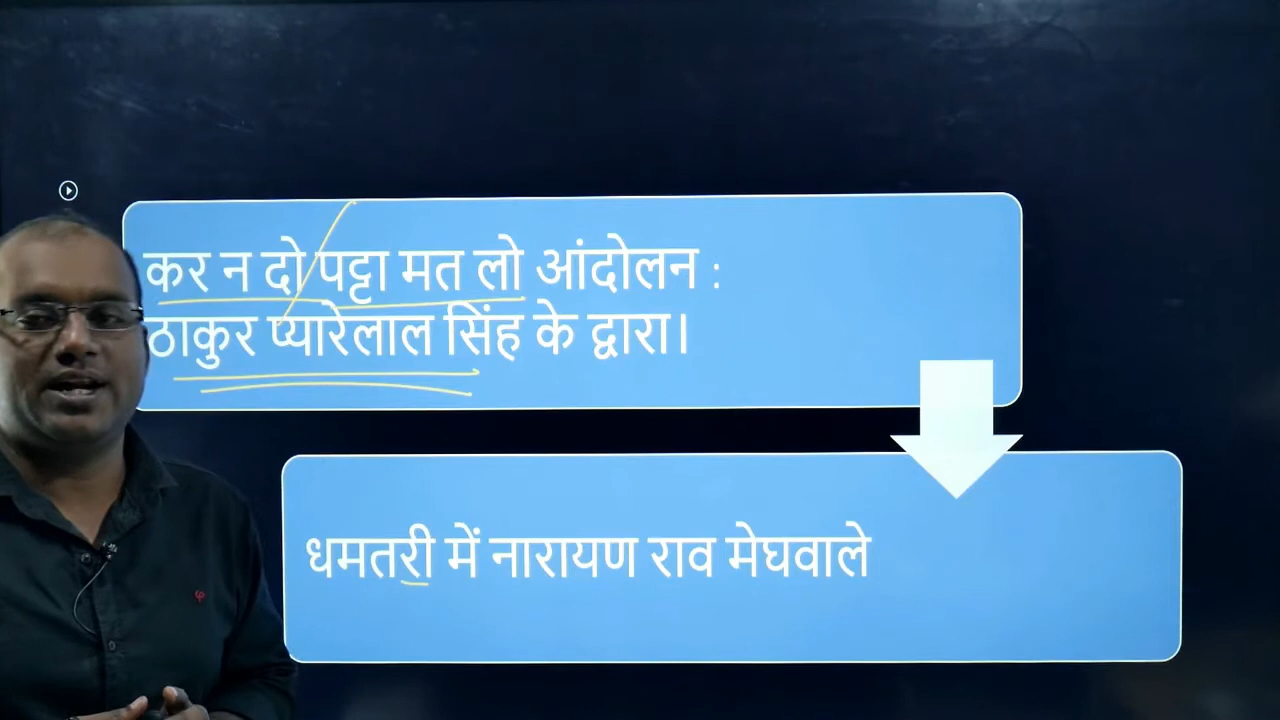 कर न दो पट्टा मत लो आंदोलन :
ठाकुर प्यारेलाल सिंह के द्वारा।
धमतरी में नारायण राव मेघवाले